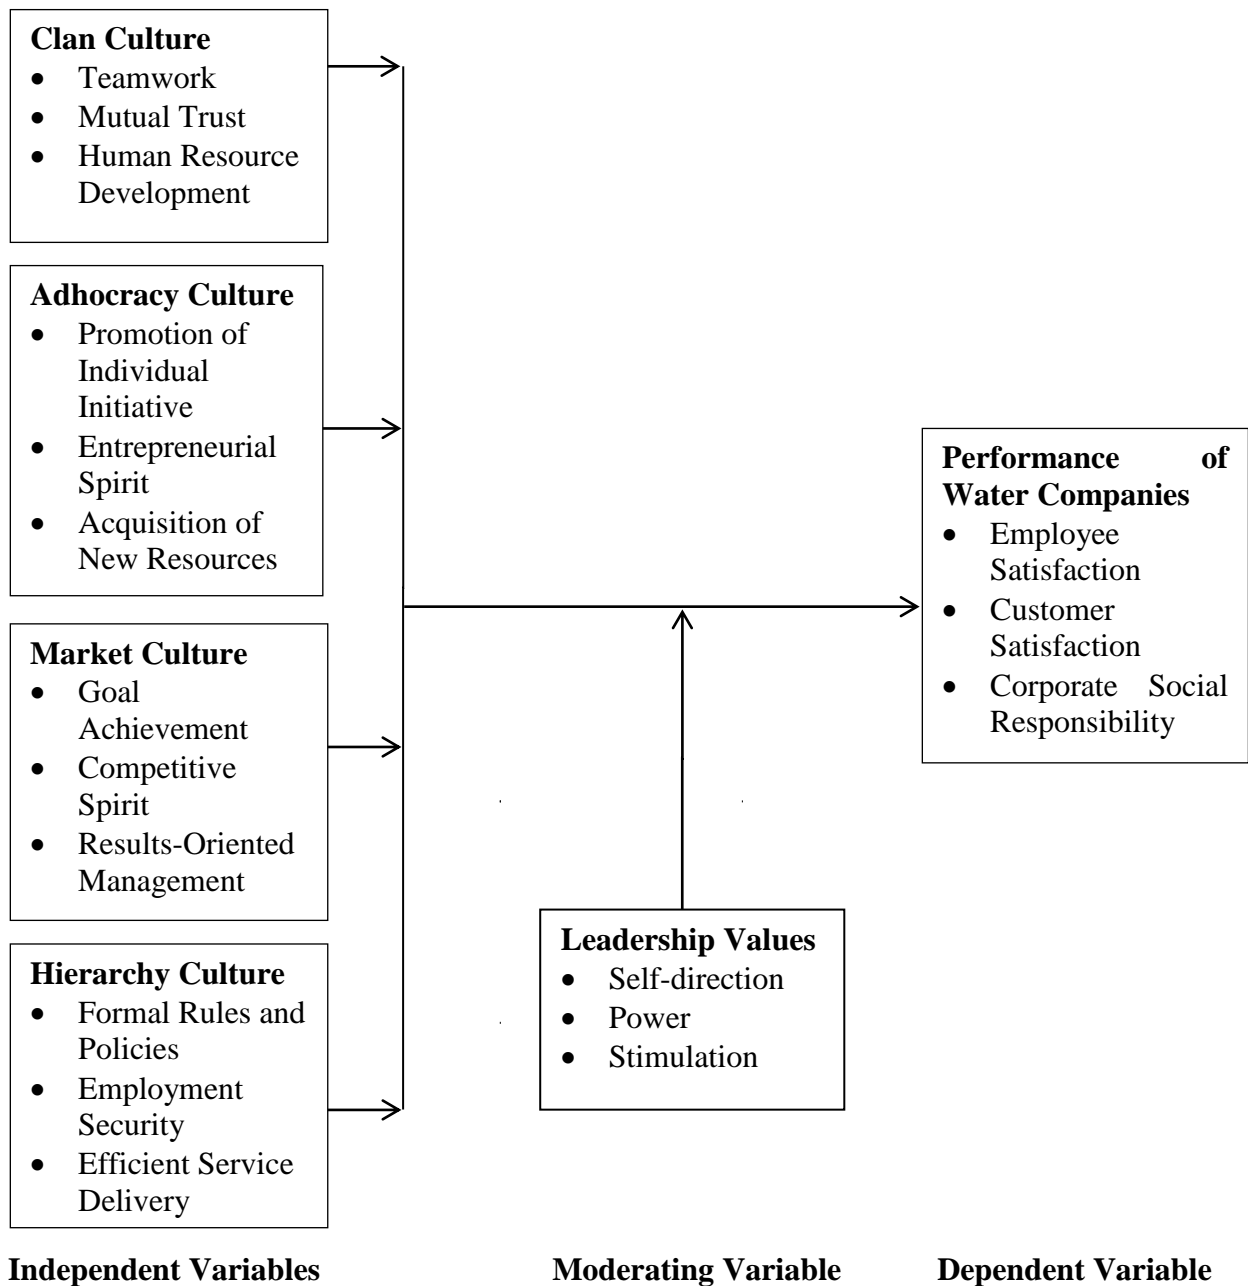 Clan Culture
• Teamwork
• Mutual Trust
• Human Resource
Development
Adhocracy Culture
• Promotion of
Individual
Initiative
• Entrepreneurial
Spirit
• Acquisition of
New Resources
Market Culture
• Goal
Achievement
• Competitive
Spirit
• Results-Oriented
Management
Hierarchy Culture
• Formal Rules and
Policies
• Employment
Security
• Efficient Service
Delivery
Leadership Values
• Self-direction
• Power
• Stimulation
Performance of
Water Companies
• Employee
Satisfaction
• Customer
Satisfaction
• Corporate Social
Responsibility
Independent Variables
Moderating Variable
Dependent Variable